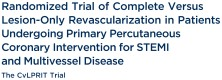 Randomized Trial of Complete Versus
Lesion-Only Revascularization in Patients
Undergoing Primary Percutaneous
Coronary Intervention for STEMI
and Multivessel Disease
The CvLPRIT Trial